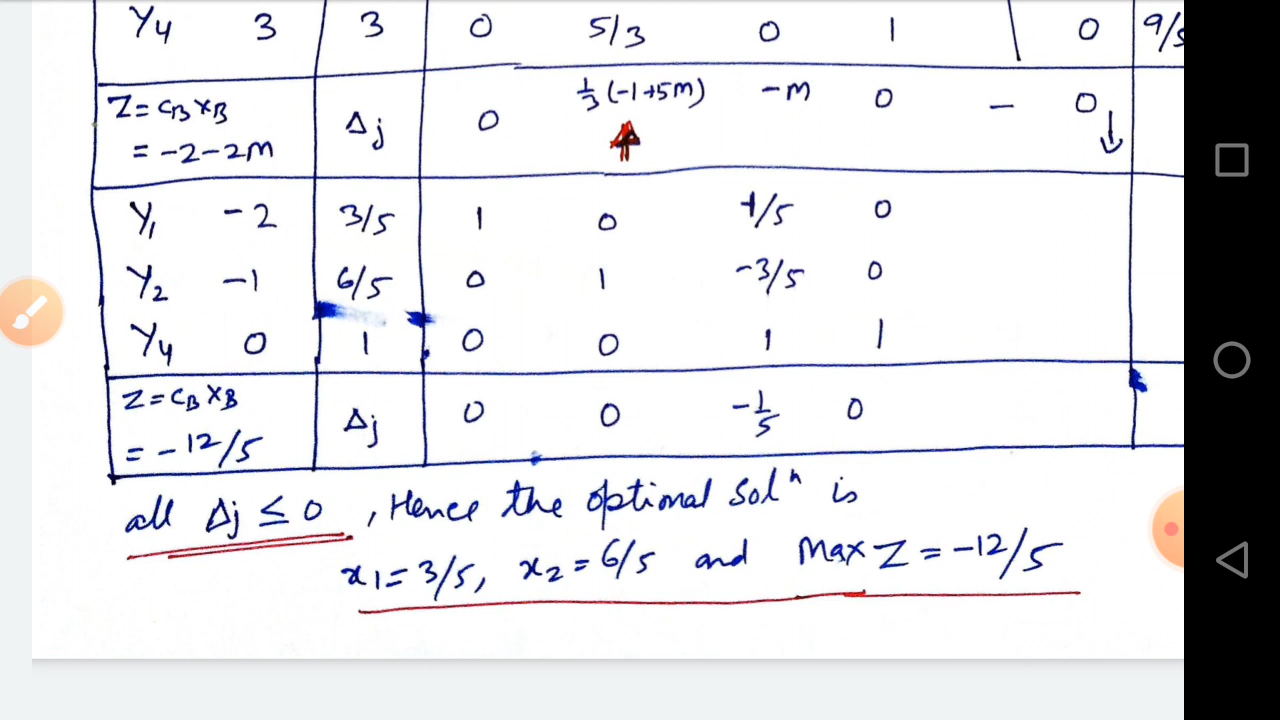 Y4 3 3 0 5/3 0 1 0 9/5
Z = CB XB Δj 0 1/3 (-1+5M) -M 0 - 0 ↓
= -2-2M
Y1 -2 3/5 1 0 1/5 0
Y2 -1 6/5 0 1 -3/5 0
Y4 0 1 0 0 1 1
Z = CB XB Δj 0 0 -1/5 0
= -12/5
all Δj ≤ 0 , Hence the optional solⁿ is
x1 = 3/5, x2 = 6/5 and Max Z = -12/5